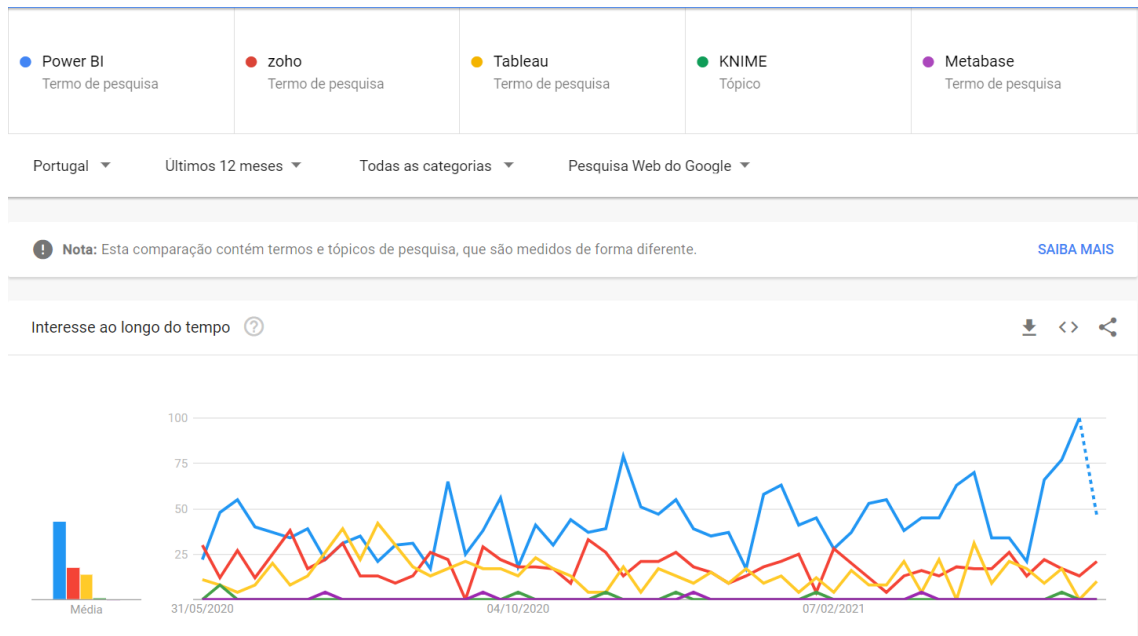 Power BI
Termo de pesquisa
zoho
Termo de pesquisa
Tableau
Termo de pesquisa
KNIME
Tópico
Metabase
Termo de pesquisa
Portugal
Últimos 12 meses
Todas as categorias
Pesquisa Web do Google
! Nota: Esta comparação contém termos e tópicos de pesquisa, que são medidos de forma diferente.
SAIBA MAIS
Interesse ao longo do tempo ?
100
75
50
25
Média
31/05/2020
04/10/2020
07/02/2021